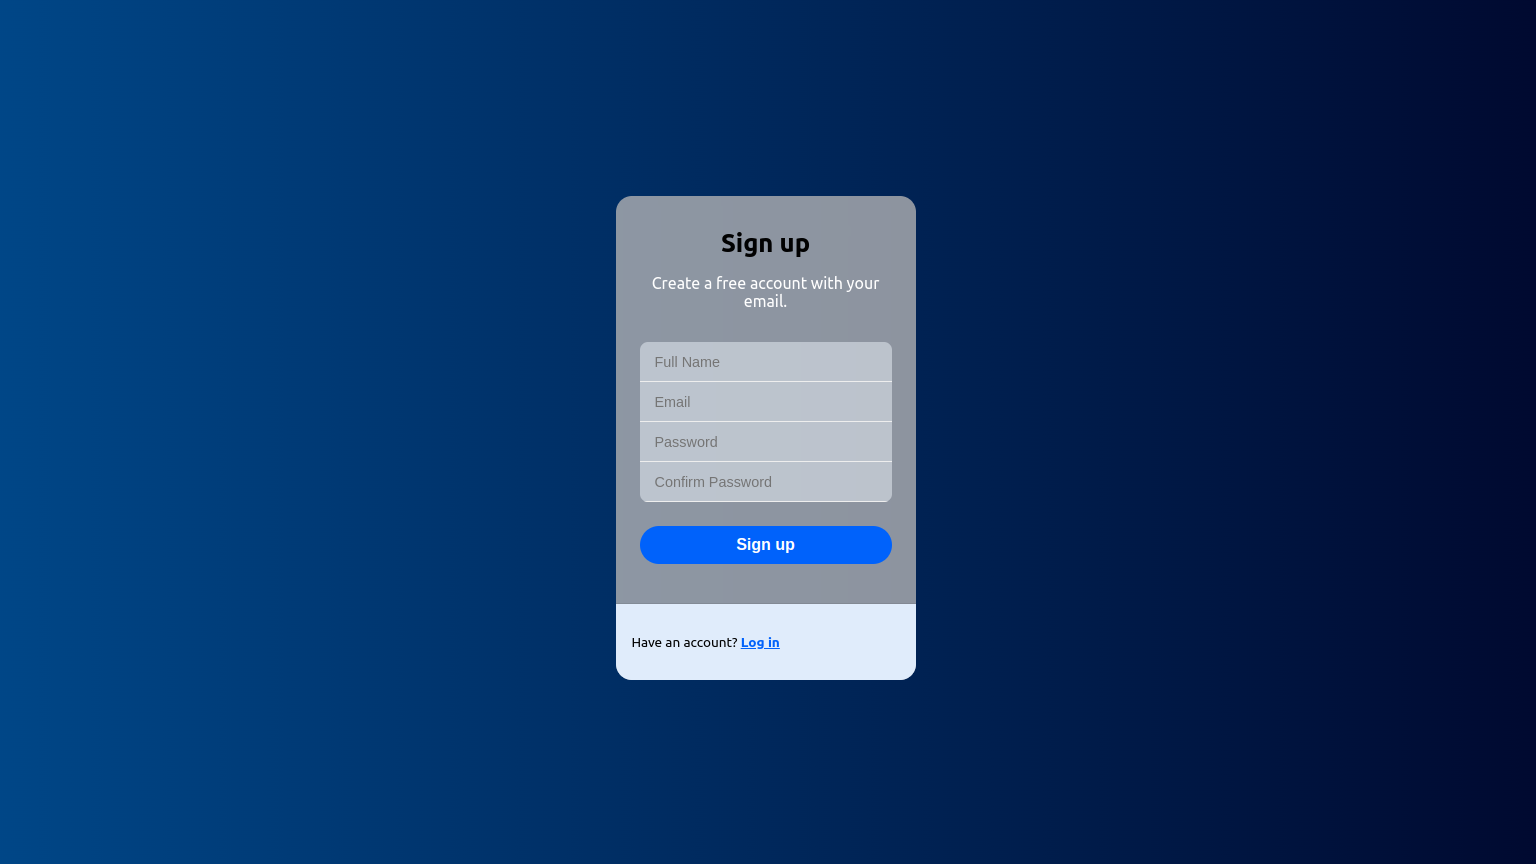 Sign up
Create a free account with your
email.
Full Name
Email
Password
Confirm Password
Sign up
Have an account? Log in